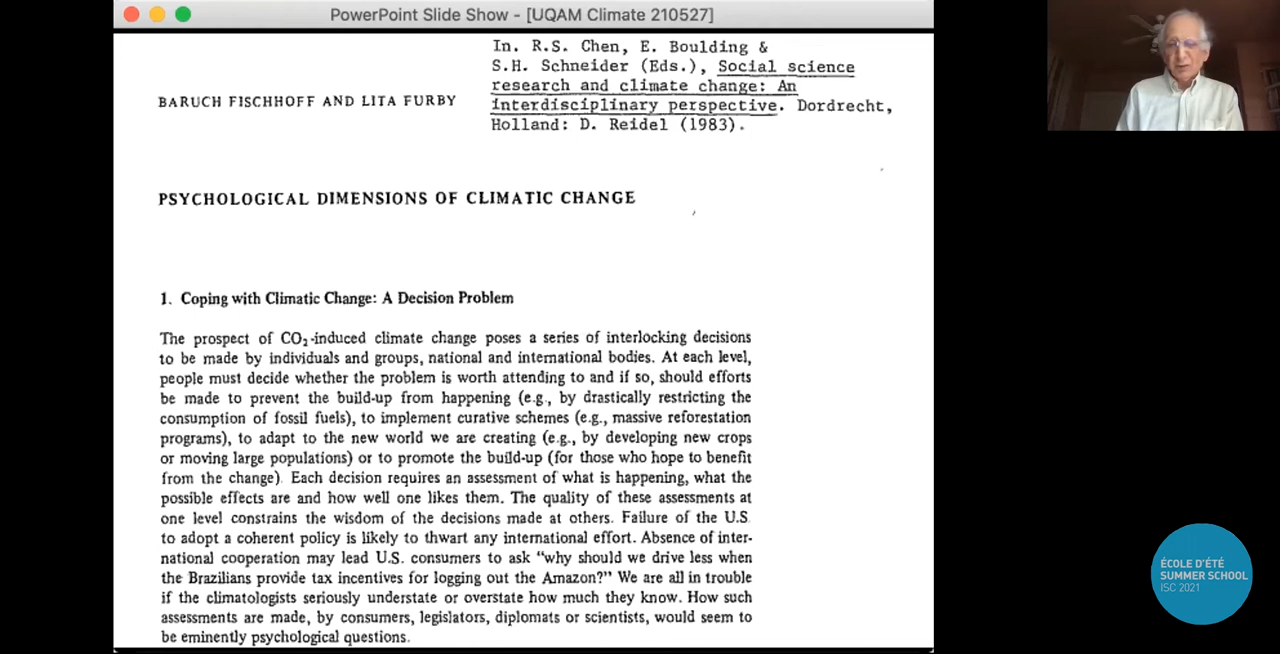 PowerPoint Slide Show - [UQAM Climate 210527]
In. R.S. Chen, E. Boulding &
S.H. Schneider (Eds.), Social science
research and climate change: An
interdisciplinary perspective. Dordrecht,
Holland: D. Reidel (1983).
BARUCH FISCHHOFF AND LITA FURBY
PSYCHOLOGICAL DIMENSIONS OF CLIMATIC CHANGE
1. Coping with Climatic Change: A Decision Problem
The prospect of CO₂-induced climate change poses a series of interlocking decisions
to be made by individuals and groups, national and international bodies. At each level,
people must decide whether the problem is worth attending to and if so, should efforts
be made to prevent the build-up from happening (e.g., by drastically restricting the
consumption of fossil fuels), to implement curative schemes (e.g., massive reforestation
programs), to adapt to the new world we are creating (e.g., by developing new crops
or moving large populations) or to promote the build-up (for those who hope to benefit
from the change). Each decision requires an assessment of what is happening, what the
possible effects are and how well one likes them. The quality of these assessments at
one level constrains the wisdom of the decisions made at others. Failure of the U.S.
to adopt a coherent policy is likely to thwart any international effort. Absence of inter-
national cooperation may lead U.S. consumers to ask “why should we drive less when
the Brazilians provide tax incentives for logging out the Amazon?” We are all in trouble
if the climatologists seriously understate or overstate how much they know. How such
assessments are made, by consumers, legislators, diplomats or scientists, would seem to
be eminently psychological questions.
ÉCOLE D'ÉTÉ
SUMMER SCHOOL
ISC 2021